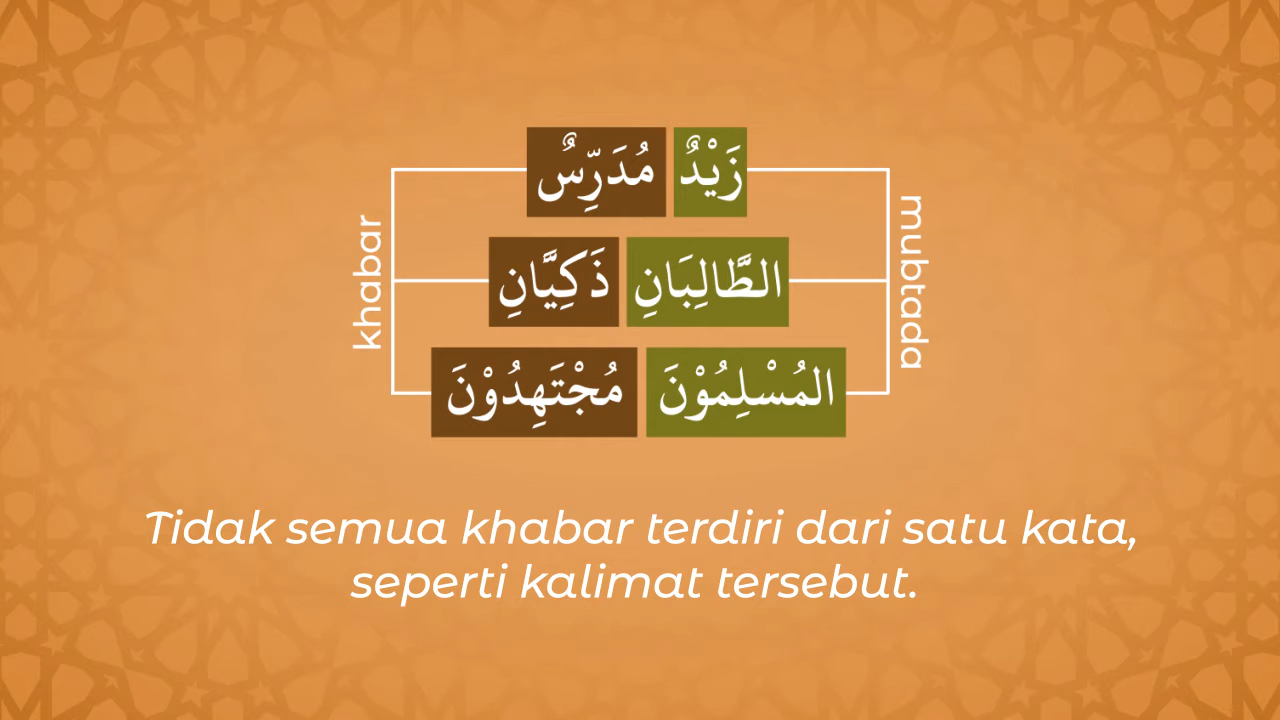 زَيْدٌ مُدَرِّسٌ
الطَّالِبَانِ ذَكِيَّانِ
المُسْلِمُوْنَ مُجْتَهِدُوْنَ
khabar
mubtada
Tidak semua khabar terdiri dari satu kata,
seperti kalimat tersebut.